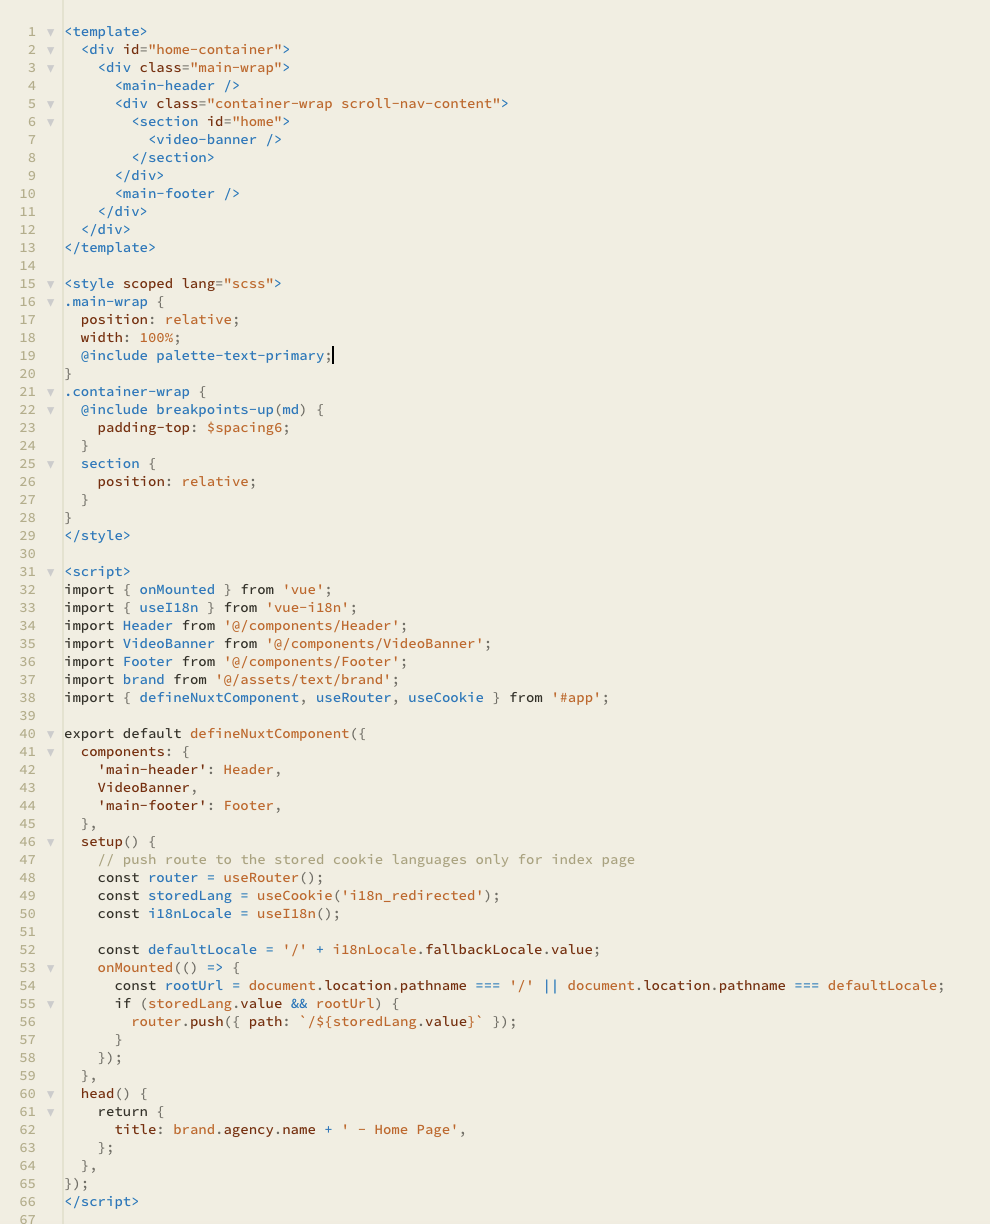 1 <template>
2   <div id="home-container">
3     <div class="main-wrap">
4       <main-header />
5       <div class="container-wrap scroll-nav-content">
6         <section id="home">
7           <video-banner />
8         </section>
9       </div>
10       <main-footer />
11     </div>
12   </div>
13 </template>
14
15 <style scoped lang="scss">
16 .main-wrap {
17   position: relative;
18   width: 100%;
19   @include palette-text-primary;
20 }
21 .container-wrap {
22   @include breakpoints-up(md) {
23     padding-top: $spacing6;
24   }
25   section {
26     position: relative;
27   }
28 }
29 </style>
30
31 <script>
32 import { onMounted } from 'vue';
33 import { useI18n } from 'vue-i18n';
34 import Header from '@/components/Header';
35 import VideoBanner from '@/components/VideoBanner';
36 import Footer from '@/components/Footer';
37 import brand from '@/assets/text/brand';
38 import { defineNuxtComponent, useRouter, useCookie } from '#app';
39
40 export default defineNuxtComponent({
41   components: {
42     'main-header': Header,
43     VideoBanner,
44     'main-footer': Footer,
45   },
46   setup() {
47     // push route to the stored cookie languages only for index page
48     const router = useRouter();
49     const storedLang = useCookie('i18n_redirected');
50     const i18nLocale = useI18n();
51
52     const defaultLocale = '/' + i18nLocale.fallbackLocale.value;
53     onMounted(() => {
54       const rootUrl = document.location.pathname === '/' || document.location.pathname === defaultLocale;
55       if (storedLang.value && rootUrl) {
56         router.push({ path: `/${storedLang.value}` });
57       }
58     });
59   },
60   head() {
61     return {
62       title: brand.agency.name + ' - Home Page',
63     };
64   },
65 });
66 </script>
67